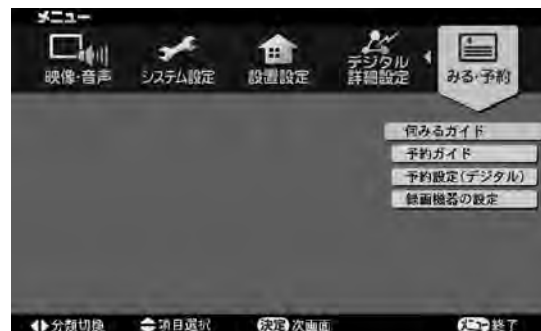 メニュー
映像・音声
システム設定
設置設定
デジタル
詳細設定
みる・予約
何みるガイド
予約ガイド
予約設定(デジタル)
録画機器の設定
分類切換 項目選択 決定 次画面 メニュー 終了